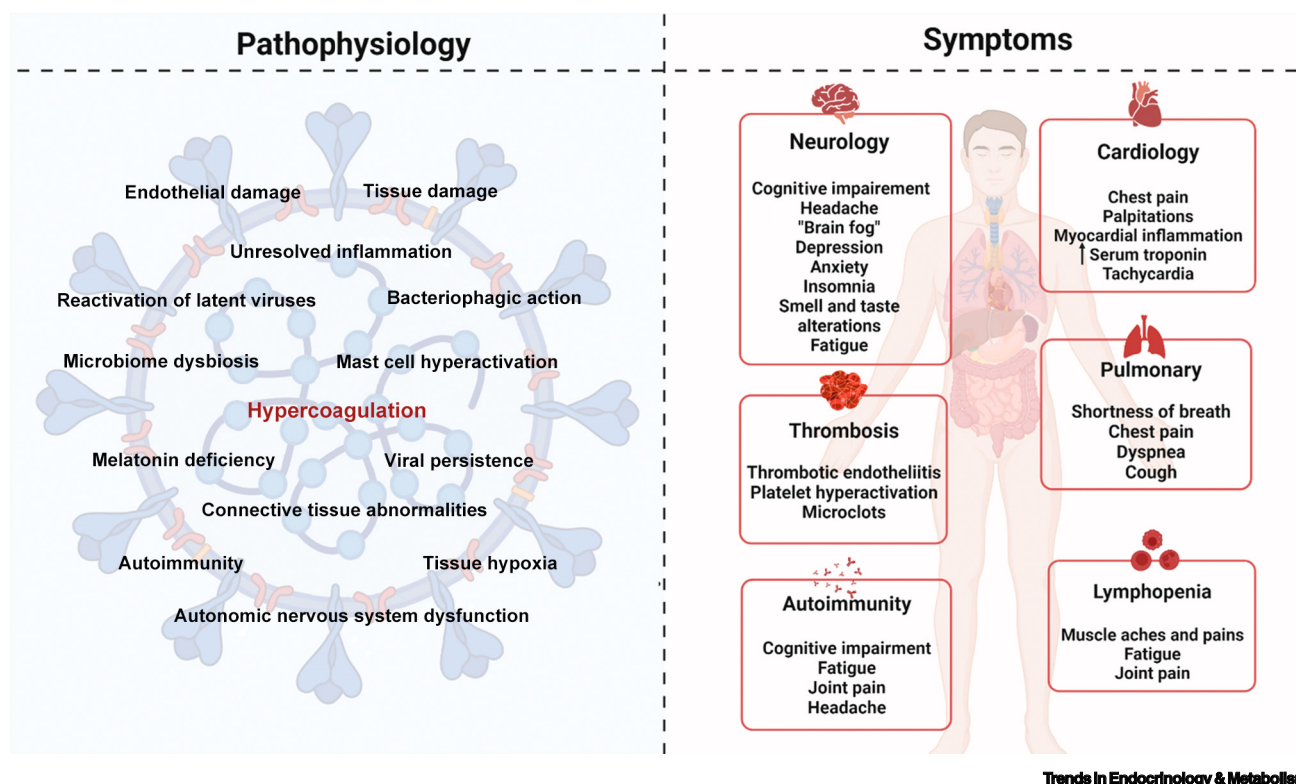 Pathophysiology
Endothelial damage
Tissue damage
Unresolved inflammation
Reactivation of latent viruses
Bacteriophagic action
Microbiome dysbiosis
Mast cell hyperactivation
Hypercoagulation
Melatonin deficiency
Viral persistence
Connective tissue abnormalities
Autoimmunity
Tissue hypoxia
Autonomic nervous system dysfunction
Symptoms
Neurology
Cognitive impairement
Headache
"Brain fog"
Depression
Anxiety
Insomnia
Smell and taste
alterations
Fatigue
Cardiology
Chest pain
Palpitations
Myocardial inflammation
↑ Serum troponin
Tachycardia
Thrombosis
Thrombotic endotheliitis
Platelet hyperactivation
Microclots
Pulmonary
Shortness of breath
Chest pain
Dyspnea
Cough
Autoimmunity
Cognitive impairment
Fatigue
Joint pain
Headache
Lymphopenia
Muscle aches and pains
Fatigue
Joint pain
Trends in Endocrinology &